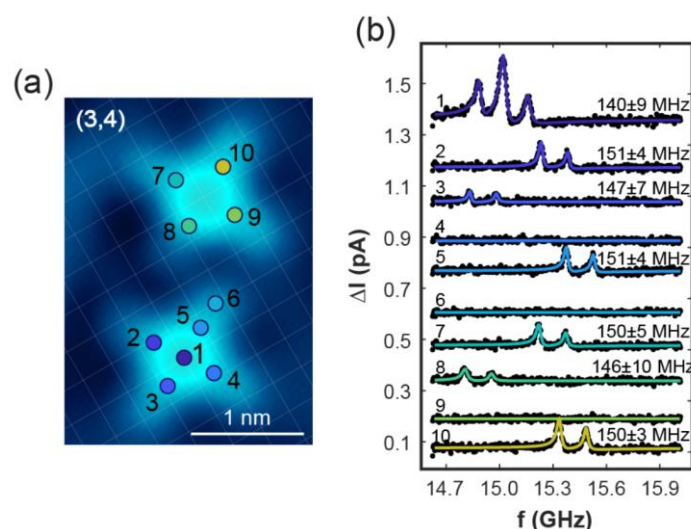 (a)
(3,4)
10
7
8
9
6
5
2
1
4
3
1 nm
(b)
ΔI (pA)
1.5
1.3
1.1
0.9
0.7
0.5
0.3
0.1
1 140±9 MHz
2 151±4 MHz
3 147±7 MHz
4
5 151±4 MHz
6
7 150±5 MHz
8 146±10 MHz
9
10 150±3 MHz
14.7 15.0 15.3 15.6 15.9
f (GHz)